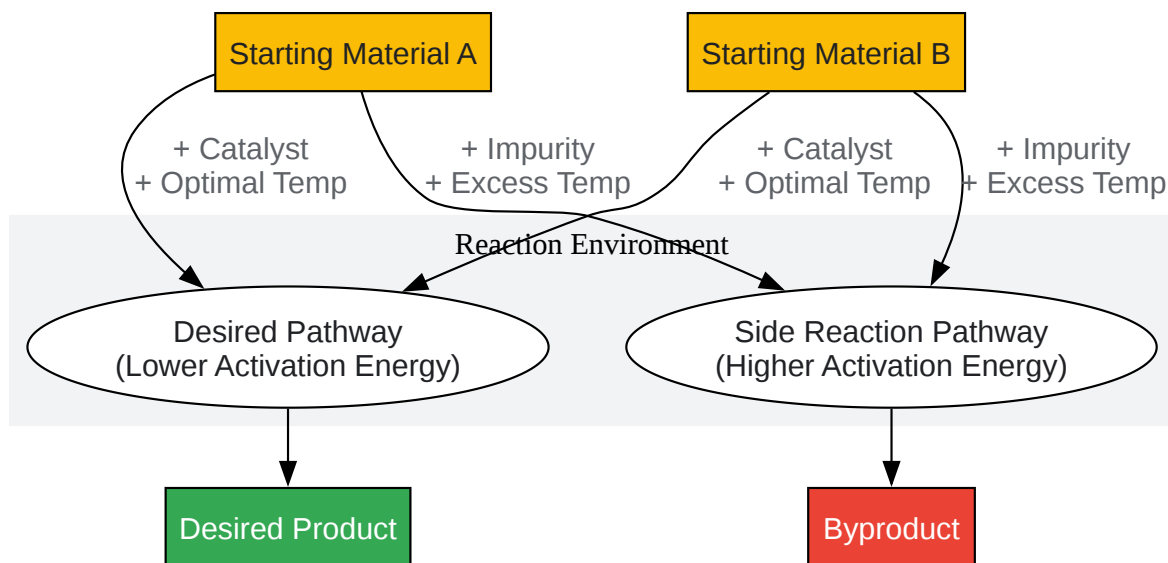 Starting Material A
Starting Material B
+ Catalyst
+ Optimal Temp
+ Impurity
+ Excess Temp
+ Catalyst
+ Optimal Temp
+ Impurity
+ Excess Temp
Reaction Environment
Desired Pathway
(Lower Activation Energy)
Side Reaction Pathway
(Higher Activation Energy)
Desired Product
Byproduct